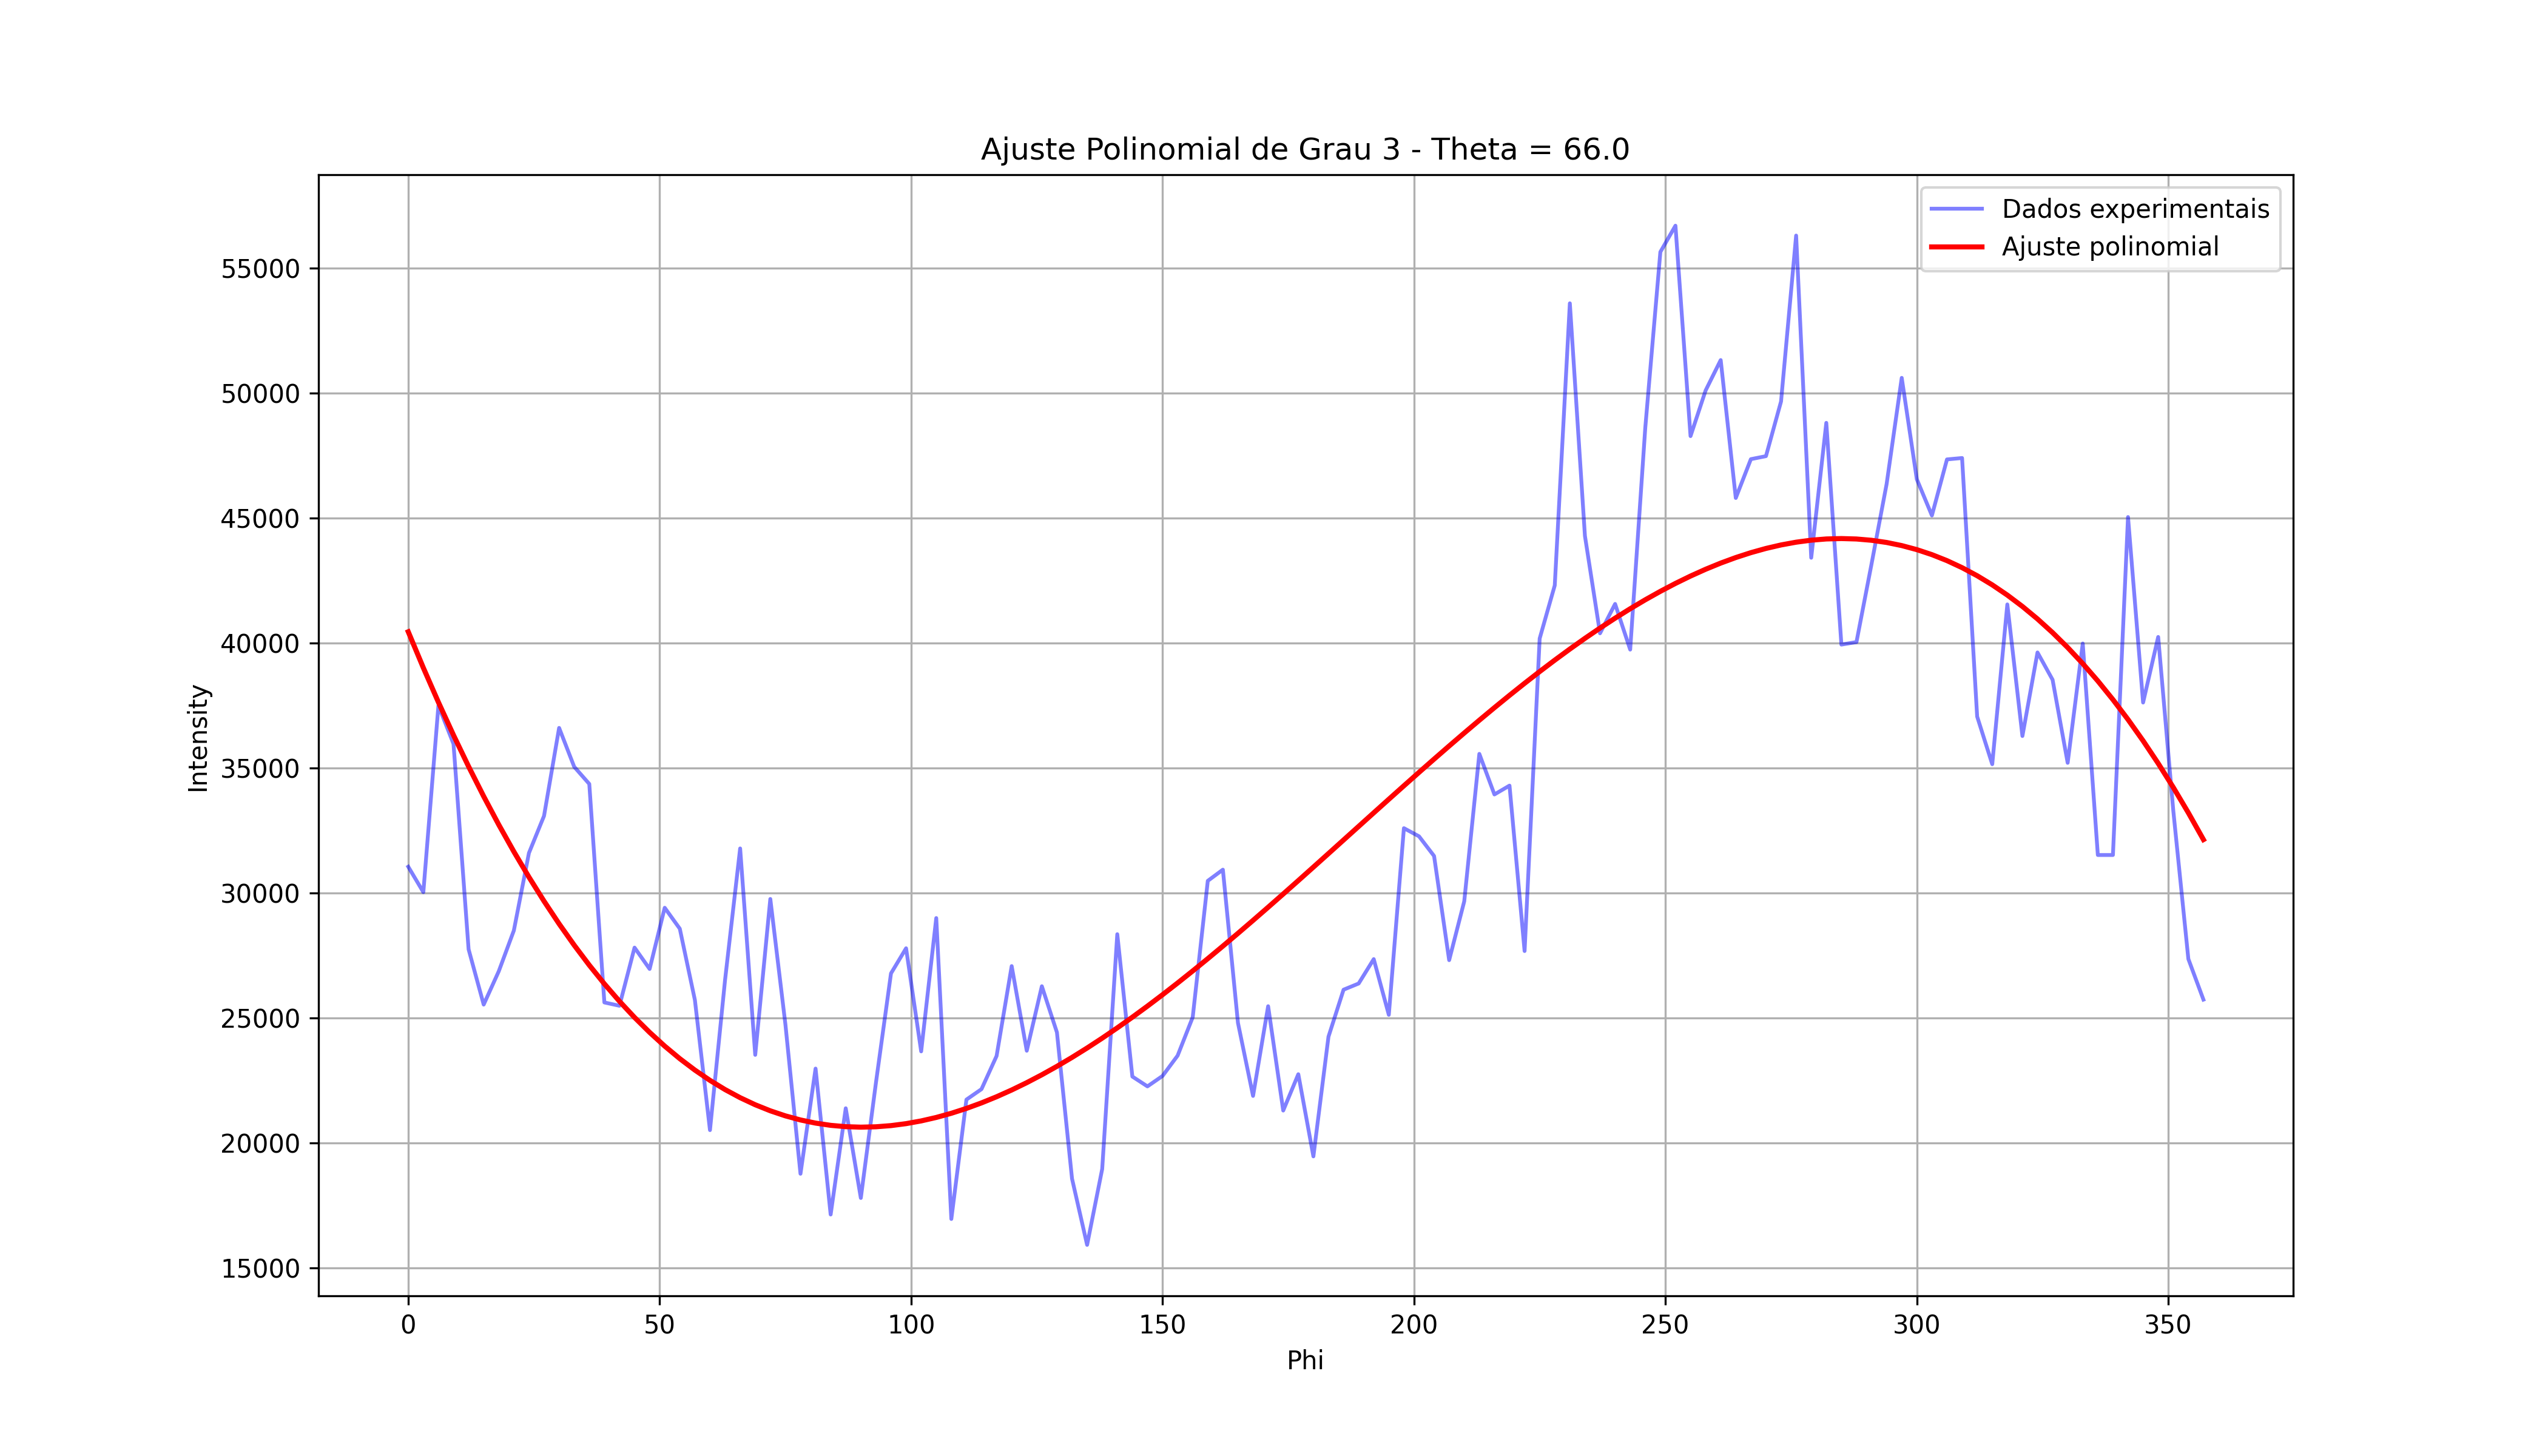 Ajuste Polinomial de Grau 3 - Theta = 66.0
Dados experimentais
Ajuste polinomial
Intensity
55000
50000
45000
40000
35000
30000
25000
20000
15000
0 50 100 150 200 250 300 350
Phi